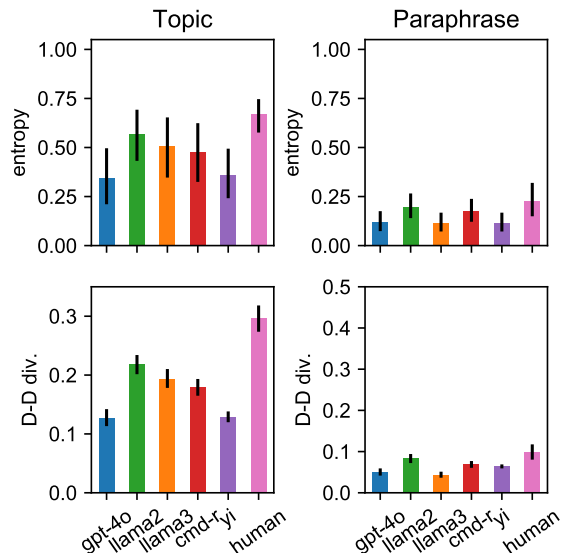 Topic
Paraphrase
entropy
1.00
0.75
0.50
0.25
0.00
entropy
1.00
0.75
0.50
0.25
0.00
D-D div.
0.3
0.2
0.1
0.0
gpt-4o
llama2
llama3
cmd-r
yi
human
D-D div.
0.5
0.4
0.3
0.2
0.1
0.0
gpt-4o
llama2
llama3
cmd-r
yi
human